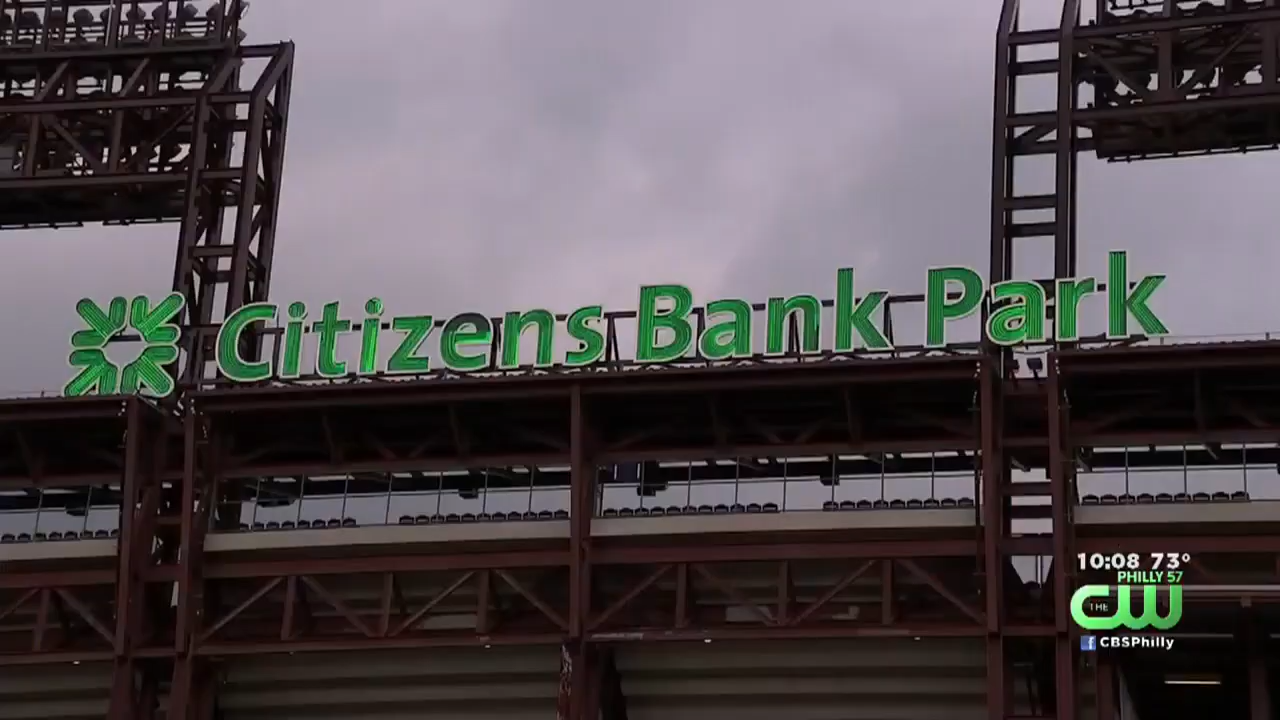 Citizens Bank Park
10:08 73°
PHILLY 57
THE CW
f CBSPhilly